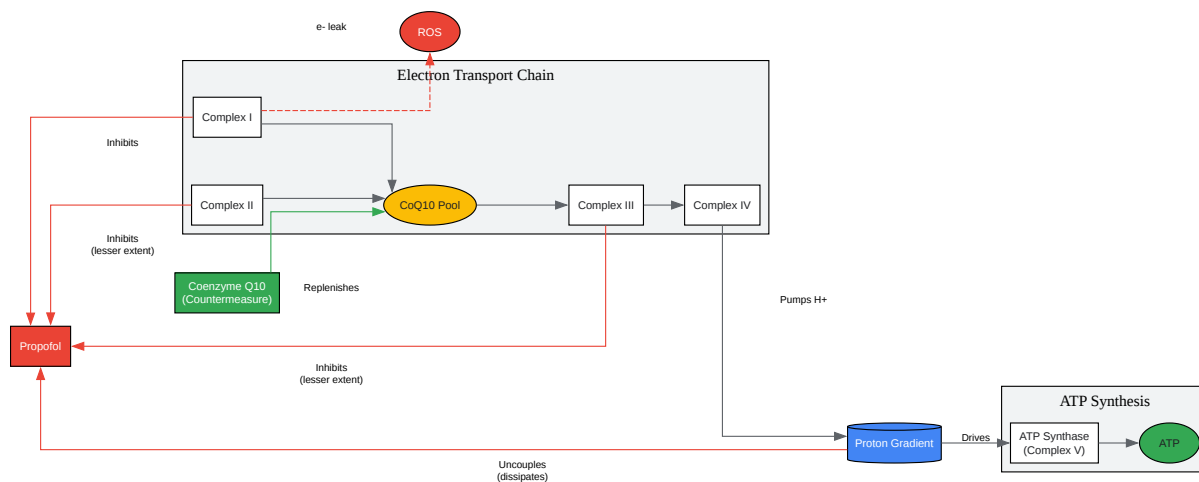 e- leak
ROS
Electron Transport Chain
Complex I
Inhibits
Complex II
CoQ10 Pool
Complex III
Complex IV
Inhibits
(lesser extent)
Coenzyme Q10
(Countermeasure)
Replenishes
Pumps H+
Propofol
Inhibits
(lesser extent)
ATP Synthesis
Proton Gradient
Drives
ATP Synthase
(Complex V)
ATP
Uncouples
(dissipates)